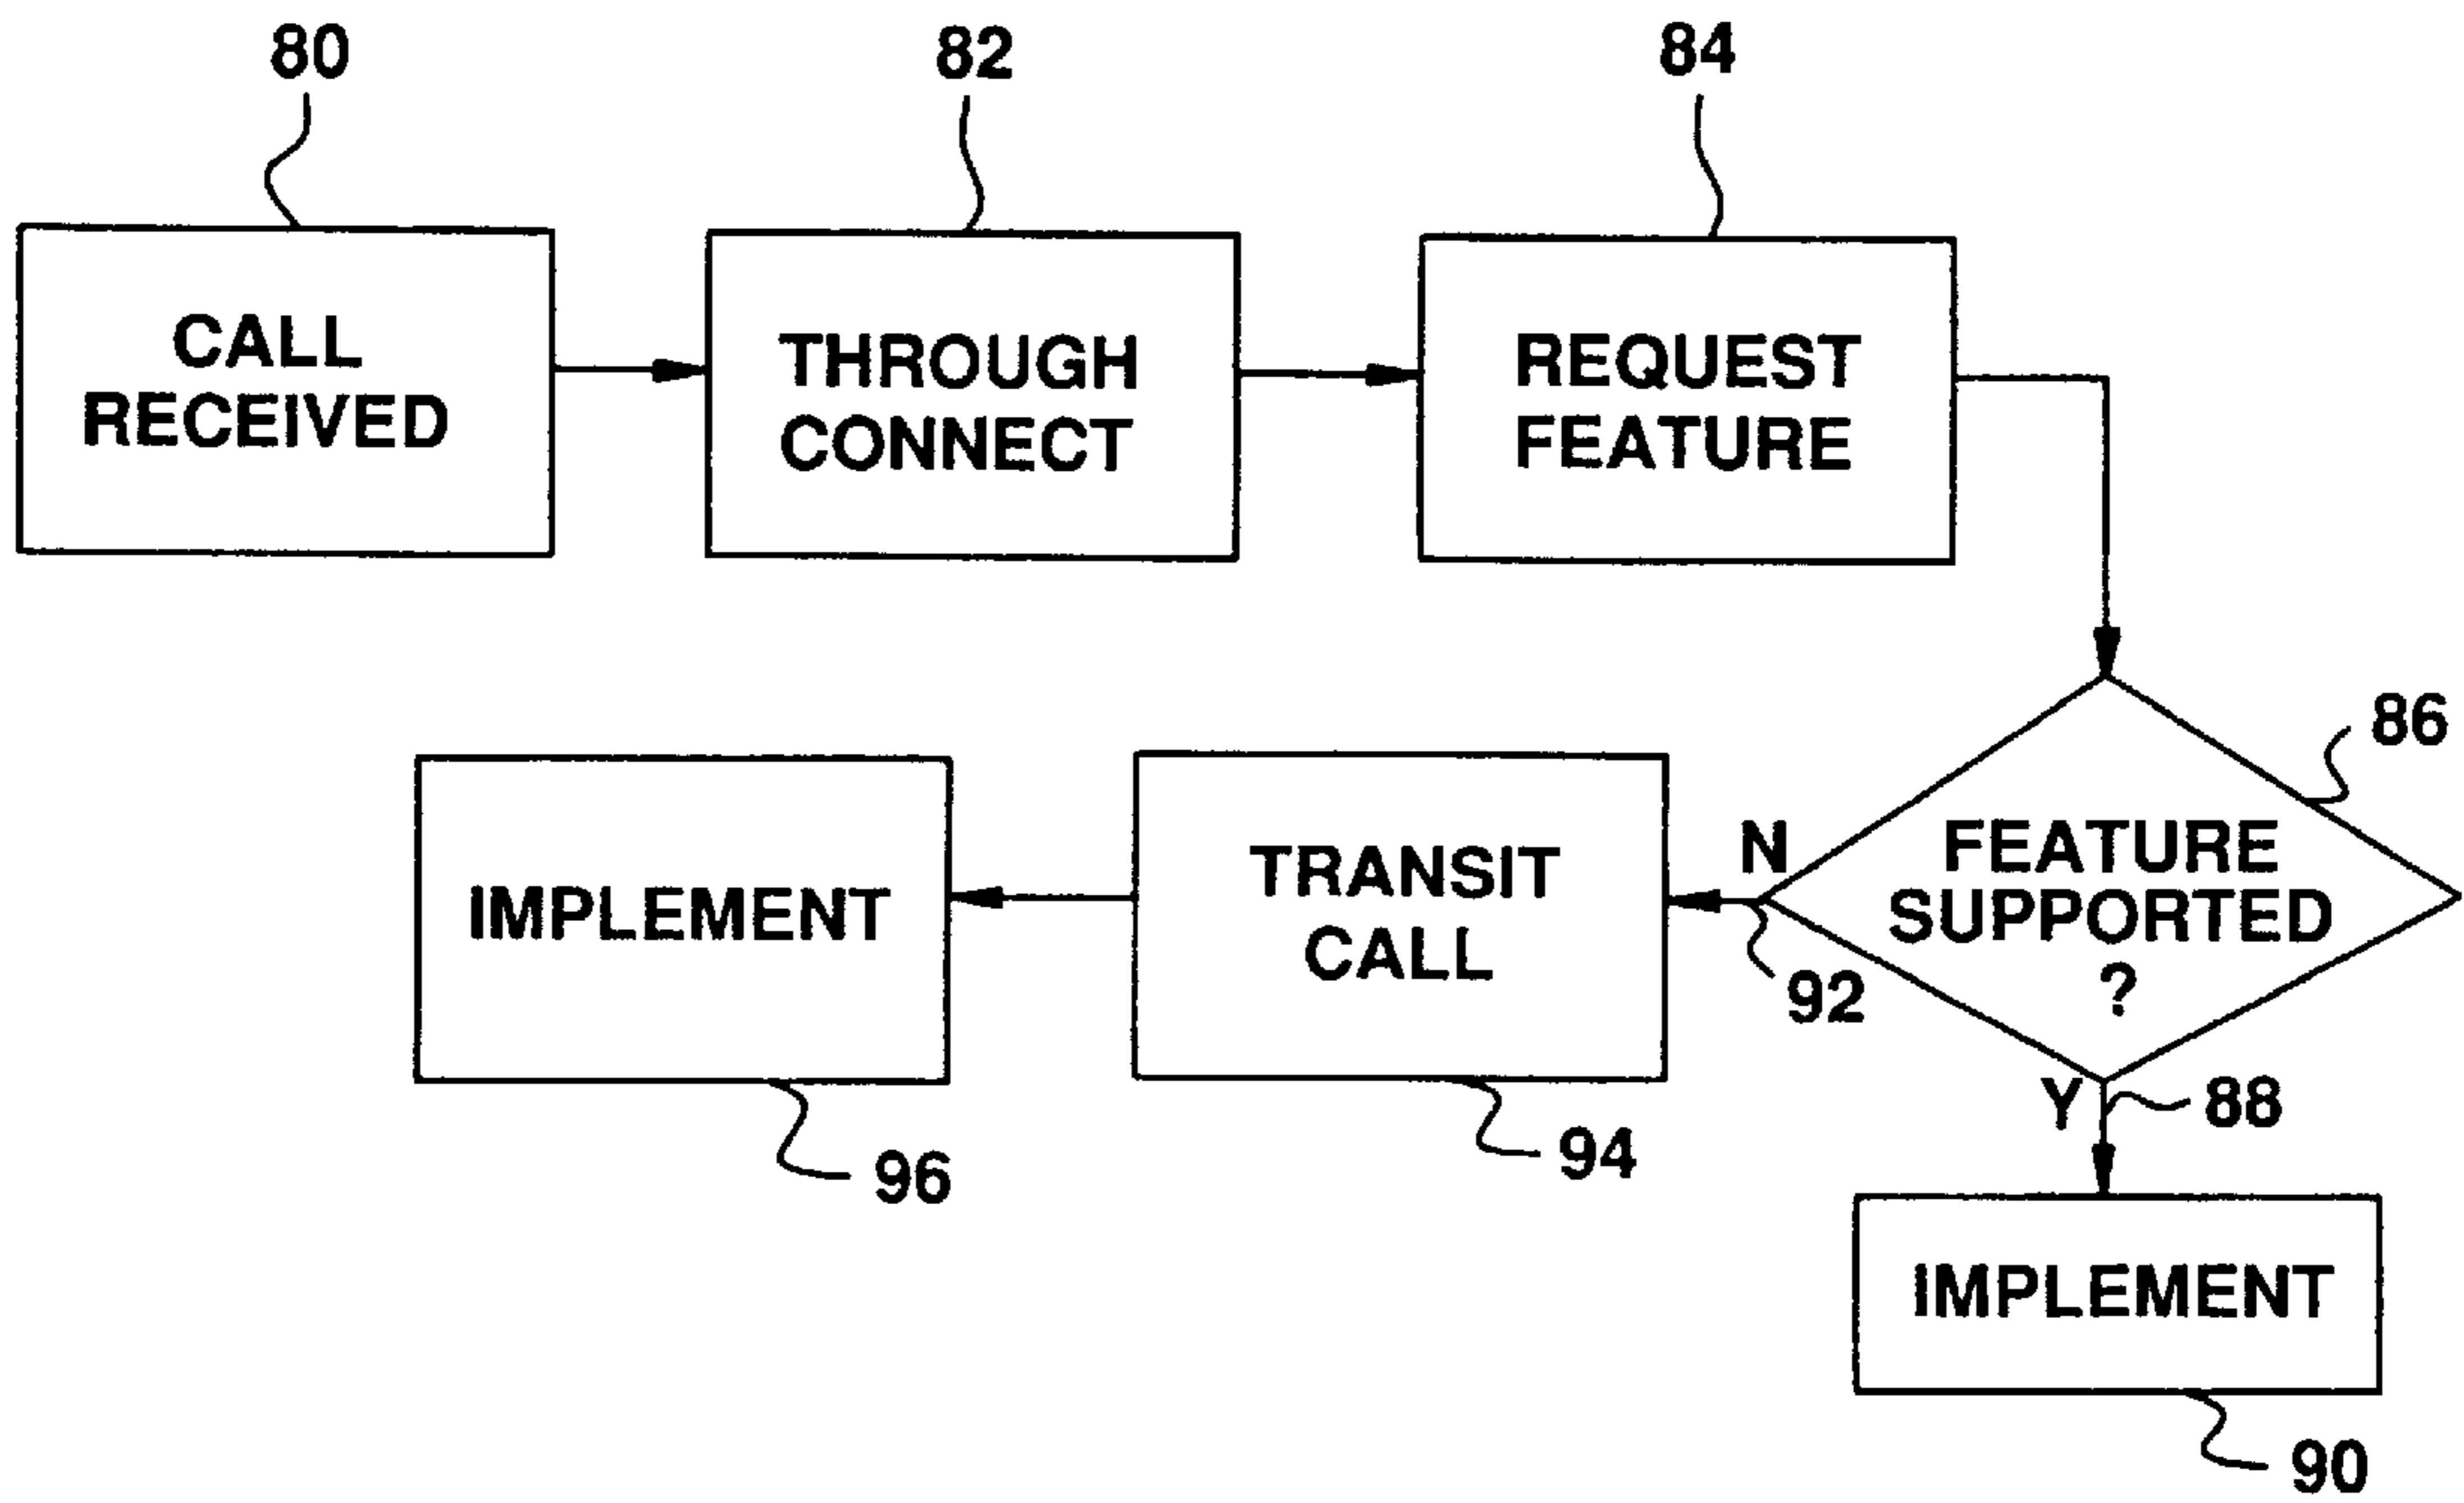 80
82
84
CALL
RECEIVED
THROUGH
CONNECT
REQUEST
FEATURE
86
FEATURE
SUPPORTED
?
N
92
TRANSIT
CALL
94
IMPLEMENT
96
Y
88
IMPLEMENT
90